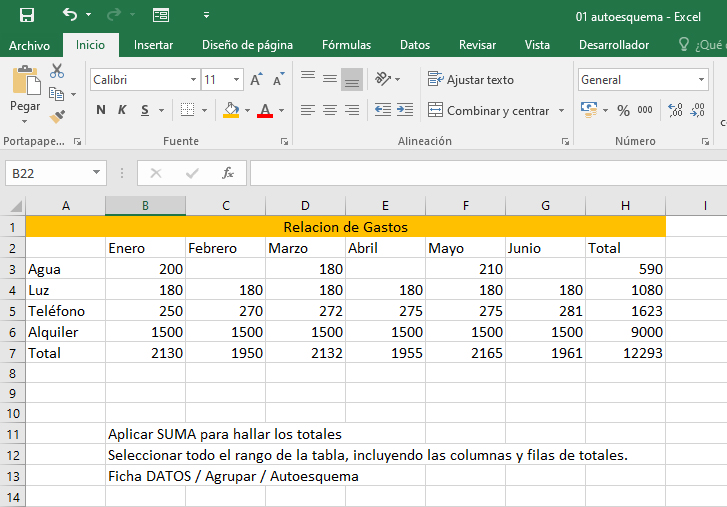 01 autoesquema - Excel
Archivo Inicio Insertar Diseño de página Fórmulas Datos Revisar Vista Desarrollador ¿Qué
Pegar Calibri 11 A A Ajustar texto General
N K S A Combinar y centrar % 000
Portapape... Fuente Alineación Número
B22 fx
A B C D E F G H I
1 Relacion de Gastos
2 Enero Febrero Marzo Abril Mayo Junio Total
3 Agua 200 180 210 590
4 Luz 180 180 180 180 180 180 1080
5 Teléfono 250 270 272 275 275 281 1623
6 Alquiler 1500 1500 1500 1500 1500 1500 9000
7 Total 2130 1950 2132 1955 2165 1961 12293
8
9
10
11 Aplicar SUMA para hallar los totales
12 Seleccionar todo el rango de la tabla, incluyendo las columnas y filas de totales.
13 Ficha DATOS / Agrupar / Autoesquema
14